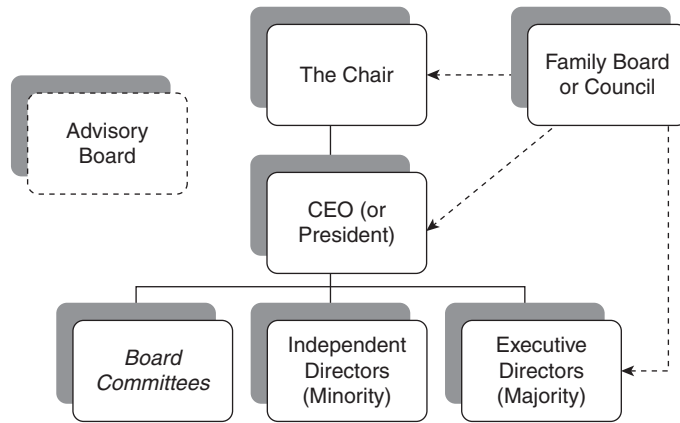 The Chair
Family Board
or Council
Advisory
Board
CEO (or
President)
Board
Committees
Independent
Directors
(Minority)
Executive
Directors
(Majority)